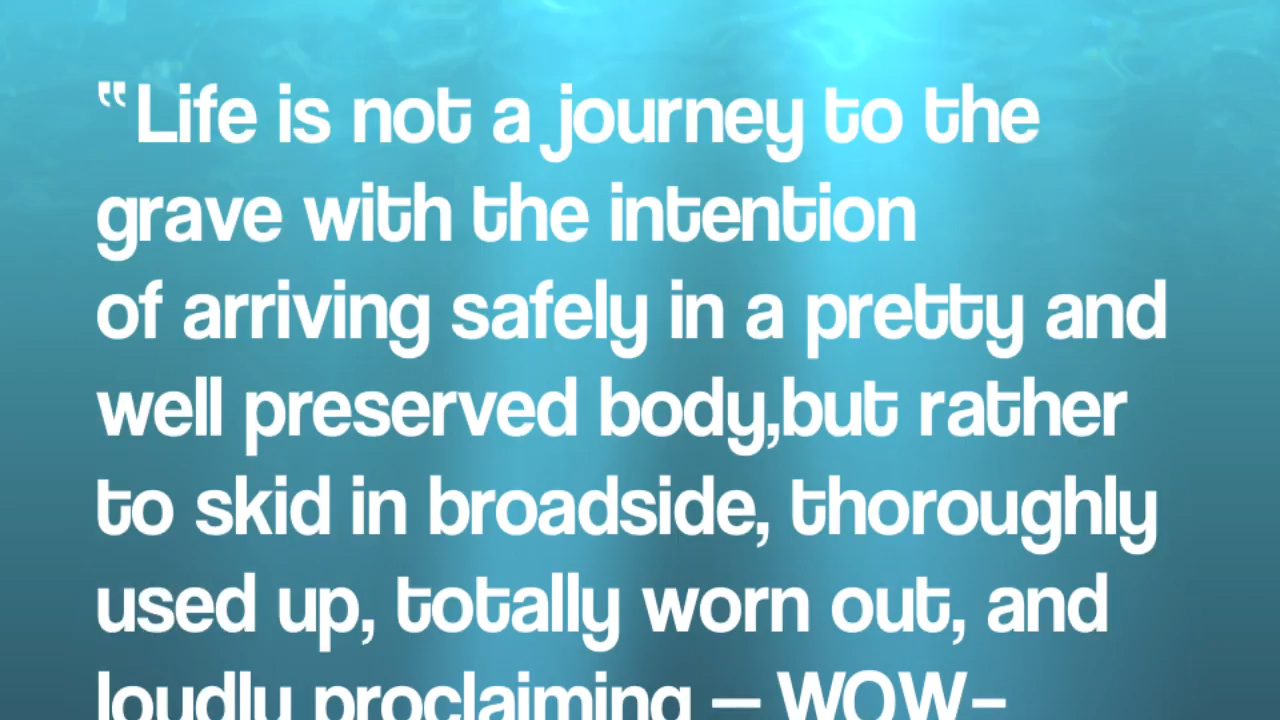 “Life is not a journey to the
grave with the intention
of arriving safely in a pretty and
well preserved body,but rather
to skid in broadside, thoroughly
used up, totally worn out, and
loudly proclaiming – WOW-